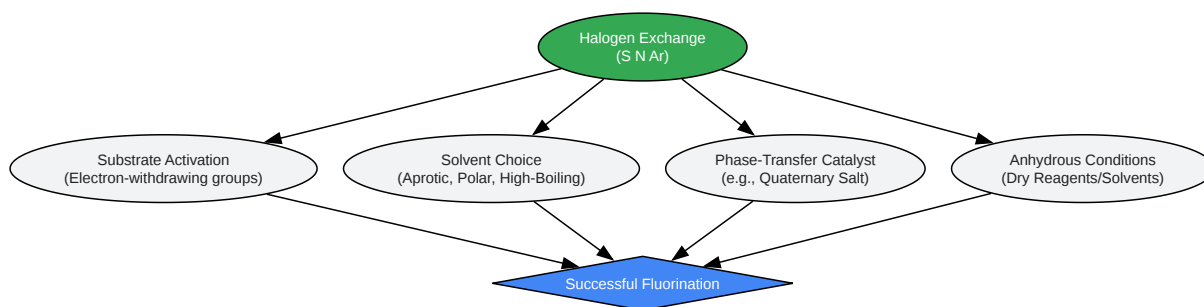 Halogen Exchange
(S N Ar)
Substrate Activation
(Electron-withdrawing groups)
Solvent Choice
(Aprotic, Polar, High-Boiling)
Phase-Transfer Catalyst
(e.g., Quaternary Salt)
Anhydrous Conditions
(Dry Reagents/Solvents)
Successful Fluorination